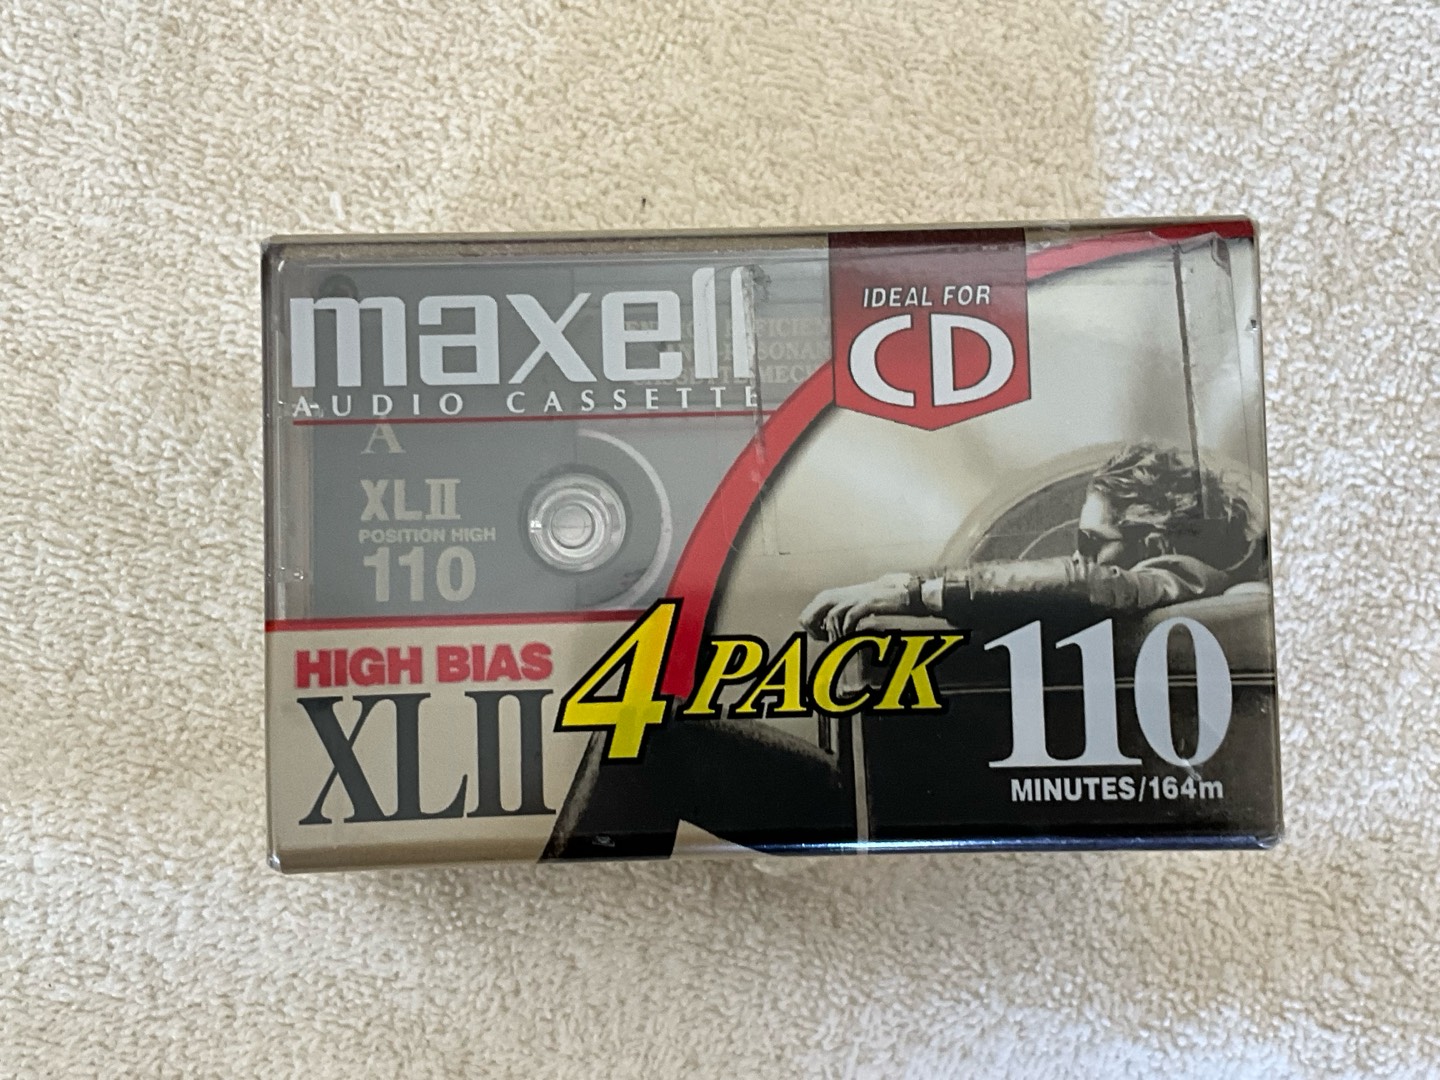 maxell
AUDIO CASSETTE
IDEAL FOR
CD
A
XLII
POSITION HIGH
110
HIGH BIAS
XLII
4 PACK
110
MINUTES/164m